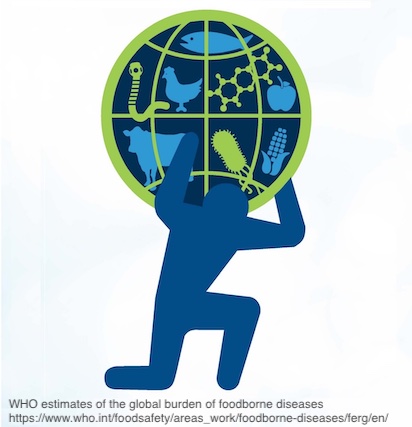 WHO estimates of the global burden of foodborne diseases
https://www.who.int/foodsafety/areas_work/foodborne-diseases/ferg/en/